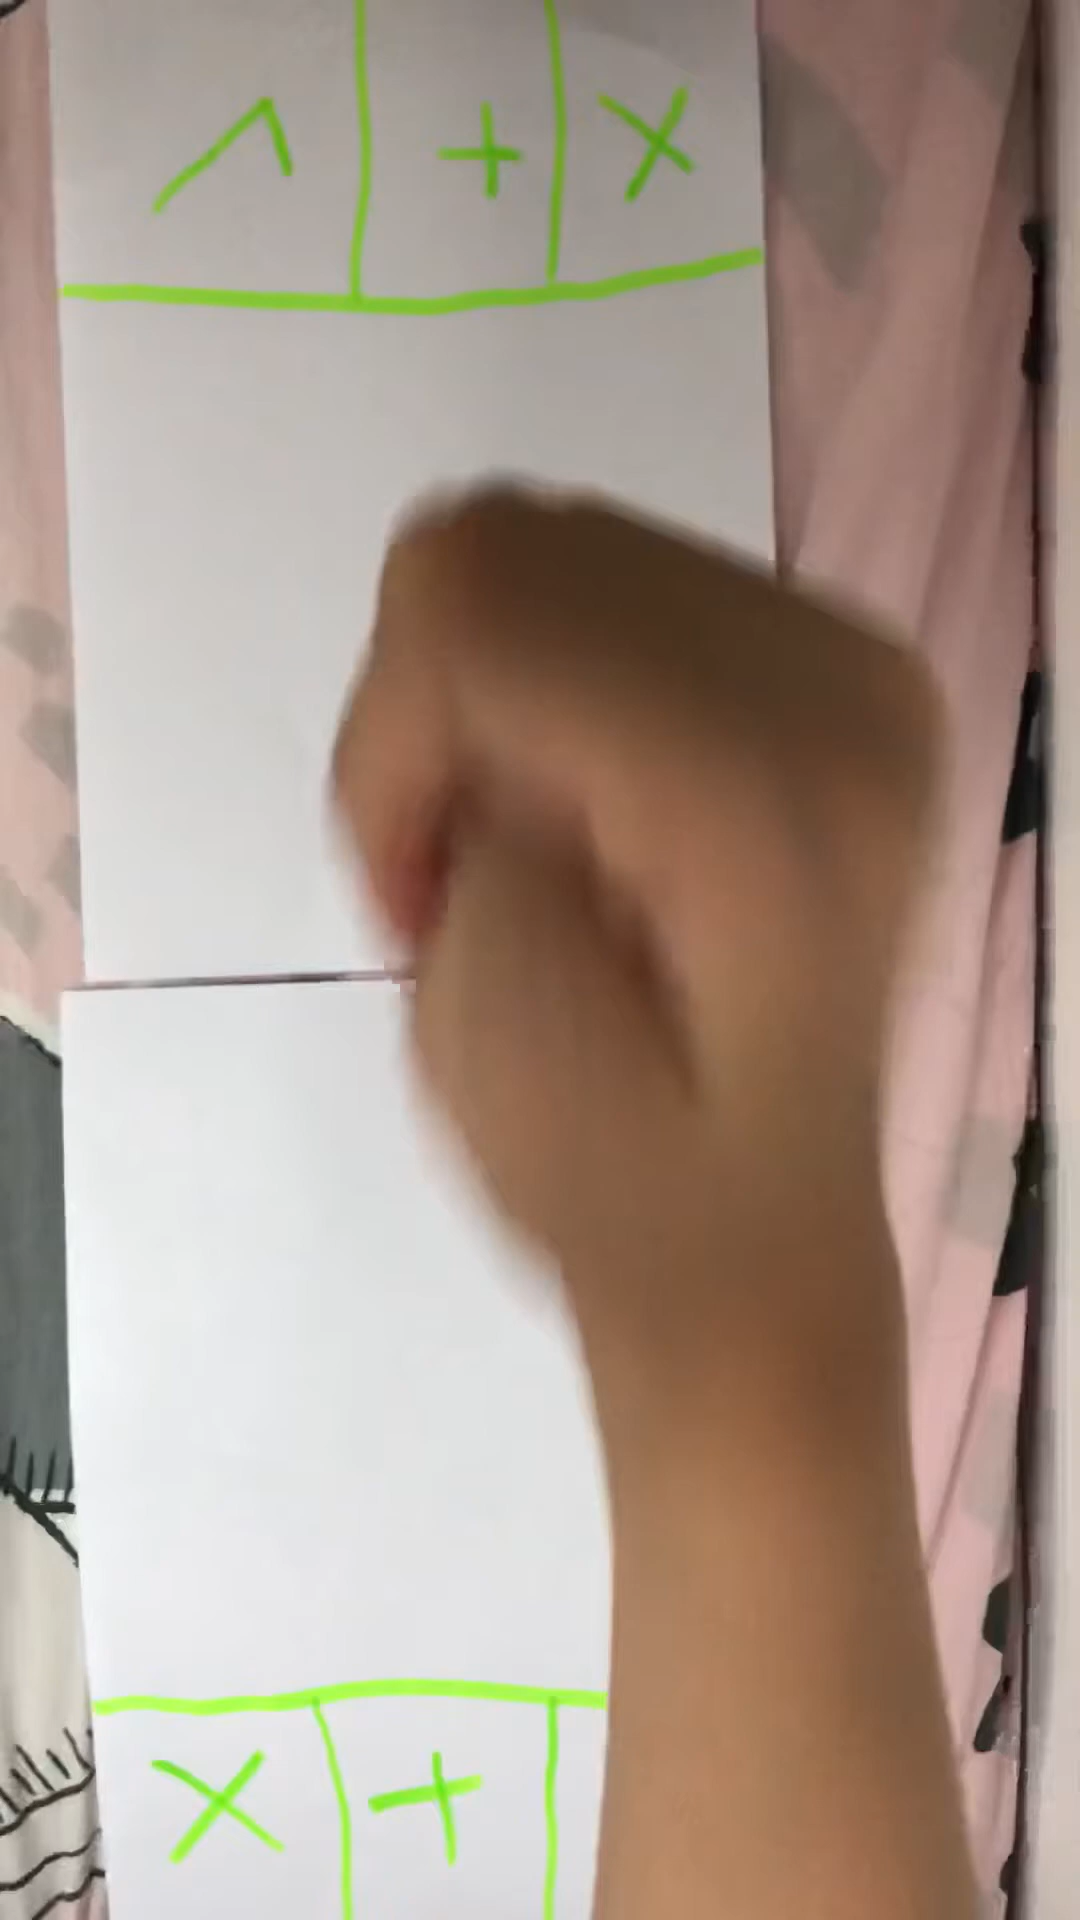 ^ + X
X +